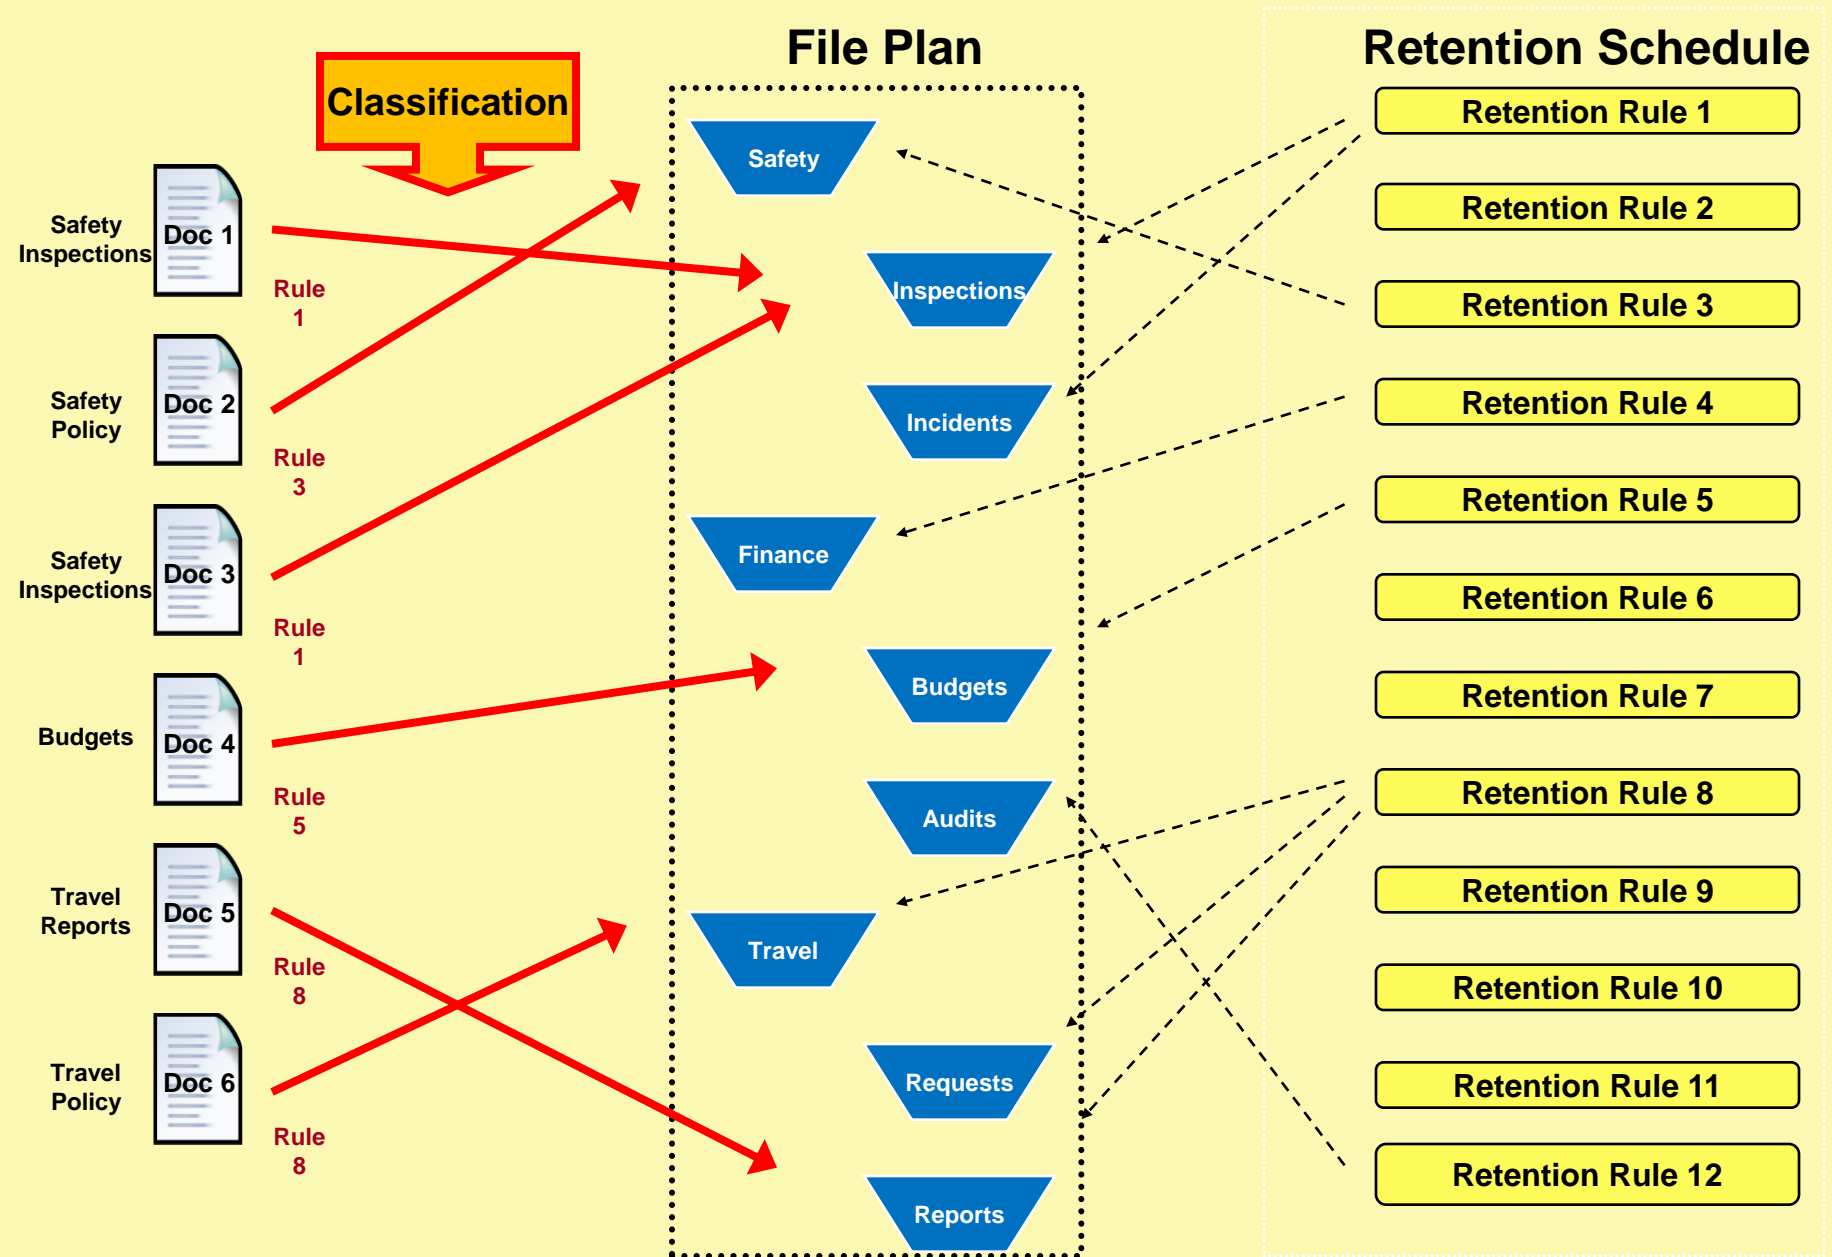 File Plan
Retention Schedule
Classification
Safety
Inspections
Doc 1
Rule
1
Safety
Policy
Doc 2
Rule
3
Safety
Inspections
Doc 3
Rule
1
Budgets
Doc 4
Rule
5
Travel
Reports
Doc 5
Rule
8
Travel
Policy
Doc 6
Rule
8
Safety
Inspections
Incidents
Finance
Budgets
Audits
Travel
Requests
Reports
Retention Rule 1
Retention Rule 2
Retention Rule 3
Retention Rule 4
Retention Rule 5
Retention Rule 6
Retention Rule 7
Retention Rule 8
Retention Rule 9
Retention Rule 10
Retention Rule 11
Retention Rule 12